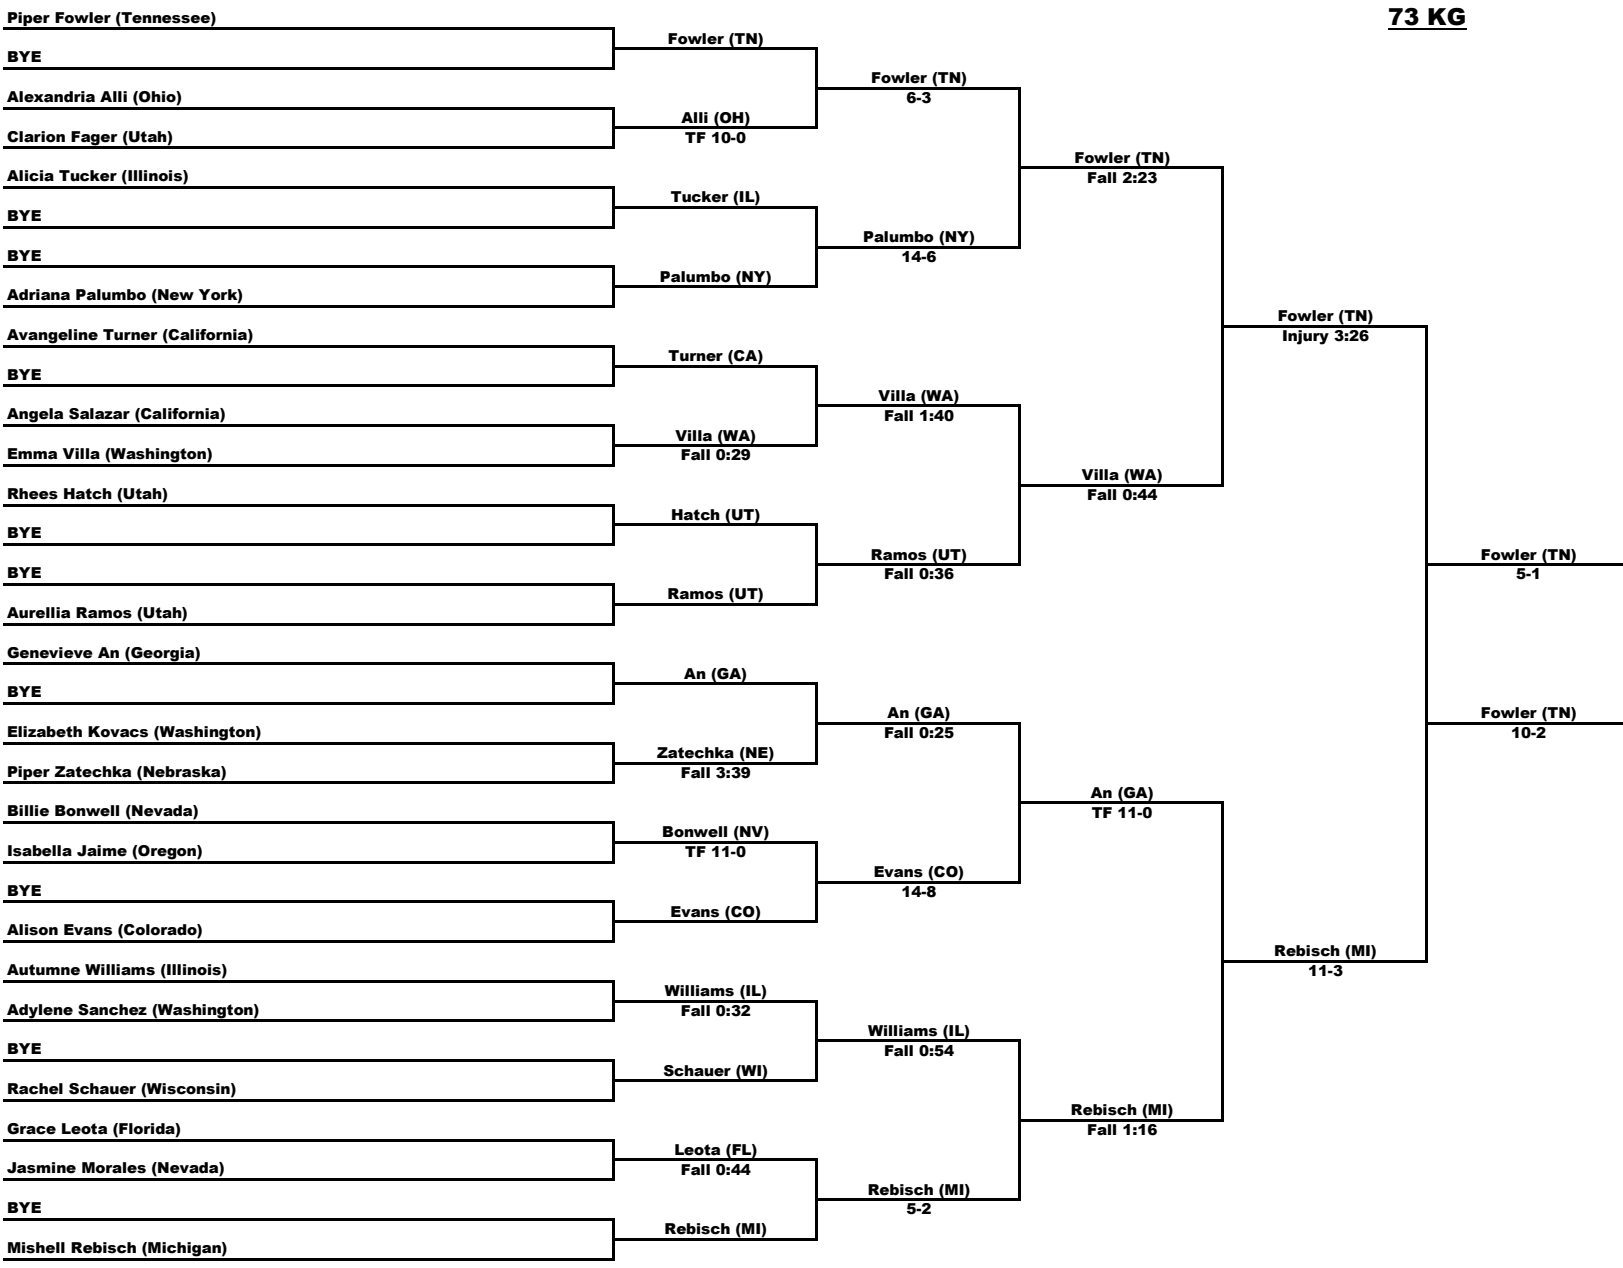 73 KG
Piper Fowler (Tennessee)
BYE
Alexandria Alli (Ohio)
Clarion Fager (Utah)
Alicia Tucker (Illinois)
BYE
BYE
Adriana Palumbo (New York)
Avangeline Turner (California)
BYE
Angela Salazar (California)
Emma Villa (Washington)
Rhees Hatch (Utah)
BYE
BYE
Aurellia Ramos (Utah)
Genevieve An (Georgia)
BYE
Elizabeth Kovacs (Washington)
Piper Zatechka (Nebraska)
Billie Bonwell (Nevada)
Isabella Jaime (Oregon)
BYE
Alison Evans (Colorado)
Autumne Williams (Illinois)
Adylene Sanchez (Washington)
BYE
Rachel Schauer (Wisconsin)
Grace Leota (Florida)
Jasmine Morales (Nevada)
BYE
Mishell Rebisch (Michigan)
Fowler (TN)
Alli (OH)
TF 10-0
Tucker (IL)
Palumbo (NY)
Turner (CA)
Villa (WA)
Fall 0:29
Hatch (UT)
Ramos (UT)
An (GA)
Zatechka (NE)
Fall 3:39
Bonwell (NV)
TF 11-0
Evans (CO)
Williams (IL)
Fall 0:32
Schauer (WI)
Leota (FL)
Fall 0:44
Rebisch (MI)
Fowler (TN)
6-3
Palumbo (NY)
14-6
Villa (WA)
Fall 1:40
Ramos (UT)
Fall 0:36
An (GA)
Fall 0:25
Evans (CO)
14-8
Williams (IL)
Fall 0:54
Rebisch (MI)
5-2
Fowler (TN)
Fall 2:23
Villa (WA)
Fall 0:44
An (GA)
TF 11-0
Rebisch (MI)
Fall 1:16
Fowler (TN)
Injury 3:26
Rebisch (MI)
11-3
Fowler (TN)
5-1
Fowler (TN)
10-2